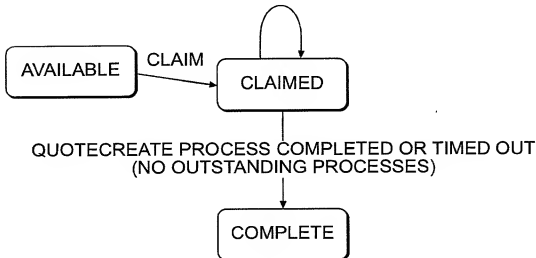 CLAIM
AVAILABLE
CLAIMED
QUOTECREATE PROCESS COMPLETED OR TIMED OUT
(NO OUTSTANDING PROCESSES)
COMPLETE